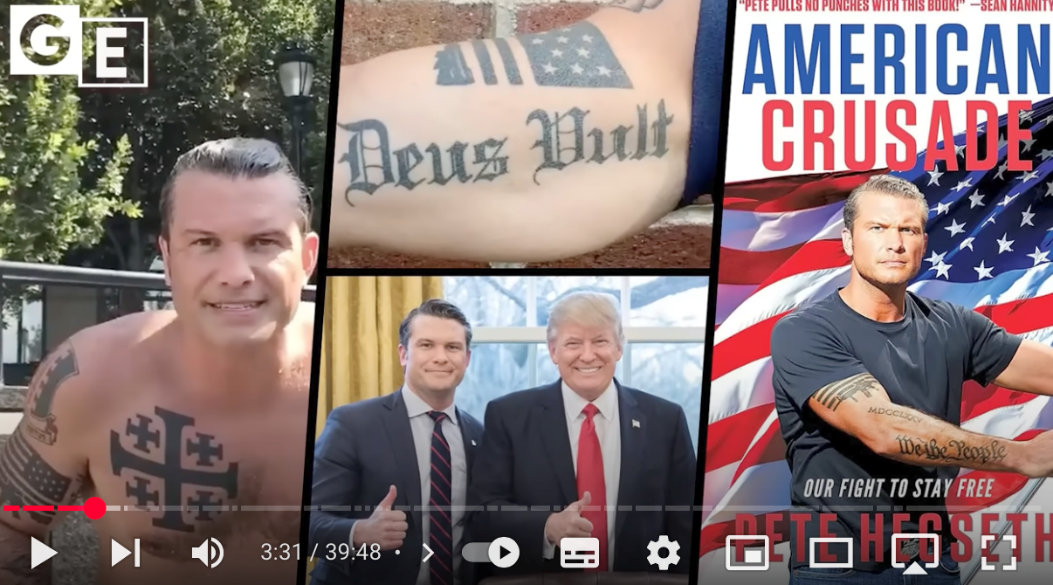 GE
Deus Vult
"PETE PULLS NO PUNCHES WITH THIS BOOK!" —SEAN HANNITY
AMERICAN
CRUSADE
MDCCLXXV
We the People
OUR FIGHT TO STAY FREE
PETE HEGSETH
3:31 / 39:48